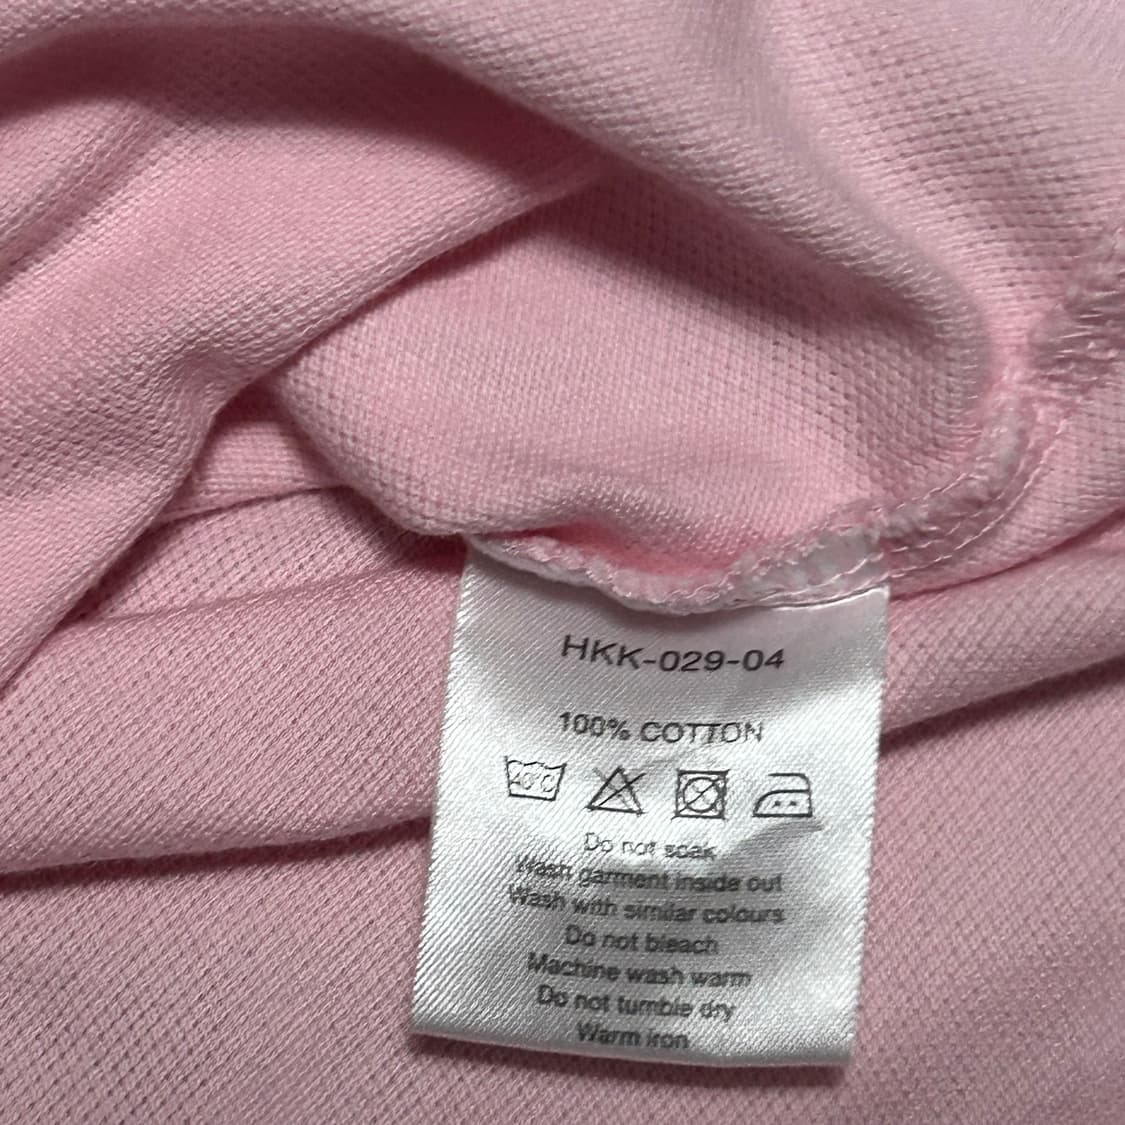 HKK-029-04
100% COTTON
40°C
Do not soak
Wash garment inside out
Wash with similar colours
Do not bleach
Machine wash warm
Do not tumble dry
Warm iron